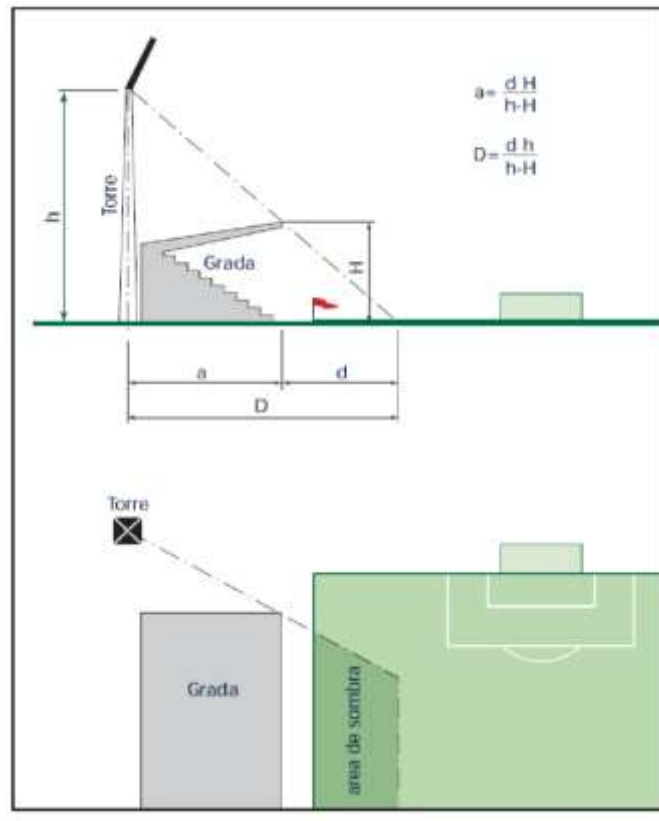 a= d H
h-H
D= d h
h-H
h
Torre
Grada
H
a
d
D
Torre
Grada
area de sombra